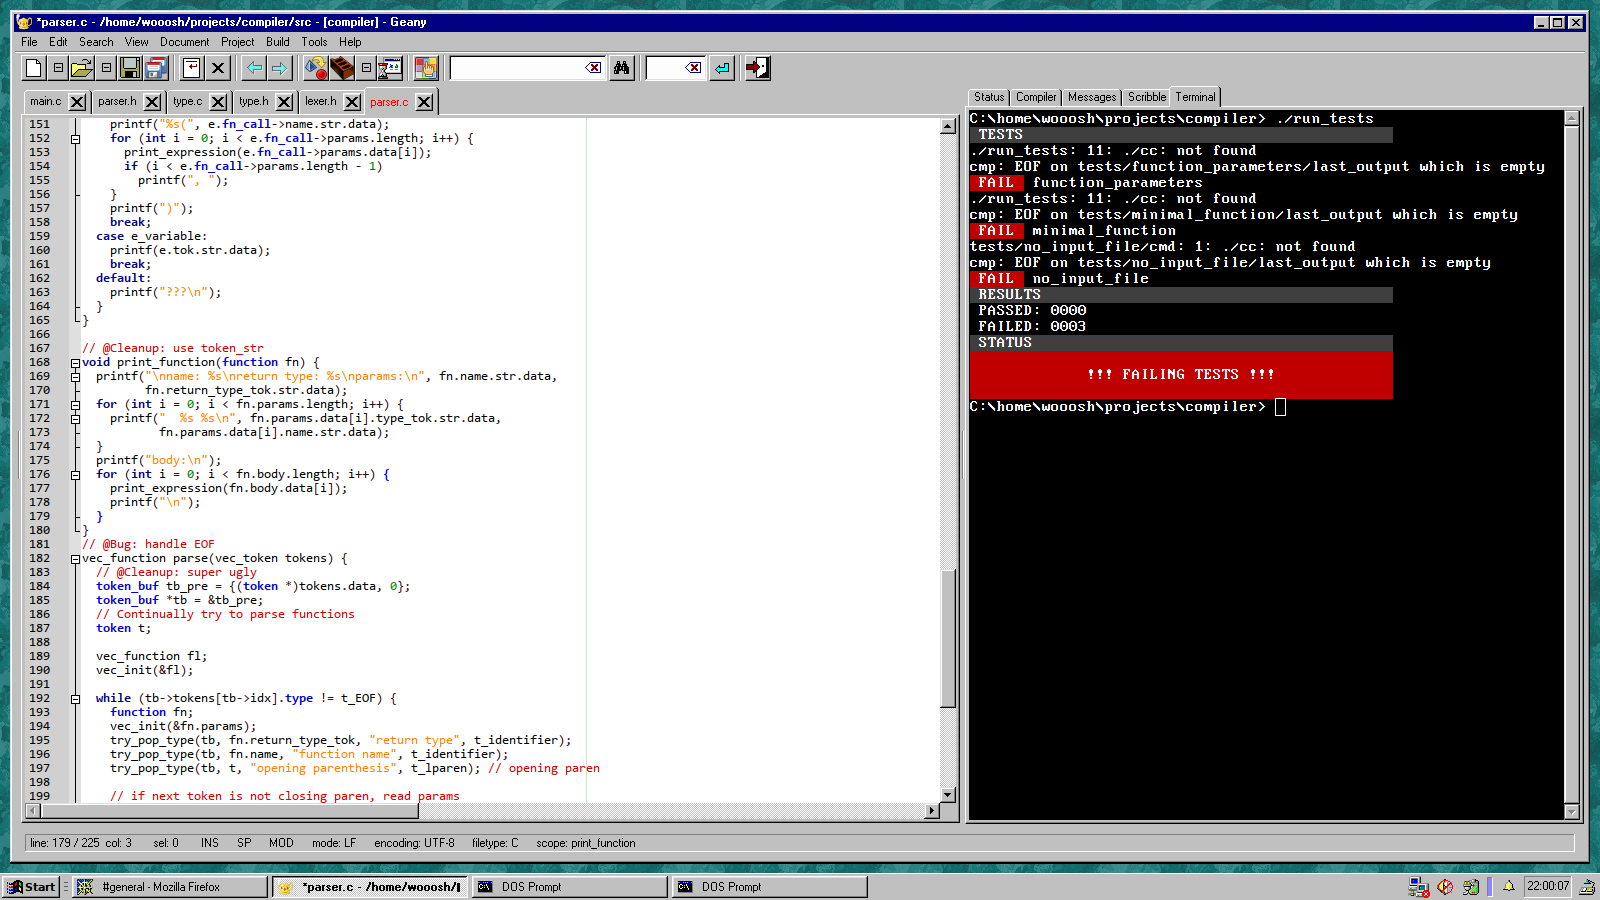 *parser.c - /home/wooosh/projects/compiler/src - [compiler] - Geany
File Edit Search View Document Project Build Tools Help
main.c parser.h type.c type.h lexer.h parser.c
151 printf("%s(", e.fn_call->name.str.data);
152 for (int i = 0; i < e.fn_call->params.length; i++) {
153 print_expression(e.fn_call->params.data[i]);
154 if (i < e.fn_call->params.length - 1)
155 printf(", ");
156 }
157 printf(")");
158 break;
159 case e_variable:
160 printf(e.tok.str.data);
161 break;
162 default:
163 printf("???\n");
164 }
165 }
166
167 // @Cleanup: use token_str
168 void print_function(function fn) {
169 printf("\nname: %s\nreturn type: %s\nparams:\n", fn.name.str.data,
170 fn.return_type_tok.str.data);
171 for (int i = 0; i < fn.params.length; i++) {
172 printf("  %s %s\n", fn.params.data[i].type_tok.str.data,
173 fn.params.data[i].name.str.data);
174 }
175 printf("body:\n");
176 for (int i = 0; i < fn.body.length; i++) {
177 print_expression(fn.body.data[i]);
178 printf("\n");
179 }
180 }
181 // @Bug: handle EOF
182 vec_function parse(vec_token tokens) {
183 // @Cleanup: super ugly
184 token_buf tb_pre = {(token *)tokens.data, 0};
185 token_buf *tb = &tb_pre;
186 // Continually try to parse functions
187 token t;
188
189 vec_function fl;
190 vec_init(&fl);
191
192 while (tb->tokens[tb->idx].type != t_EOF) {
193 function fn;
194 vec_init(&fn.params);
195 try_pop_type(tb, fn.return_type_tok, "return type", t_identifier);
196 try_pop_type(tb, fn.name, "function name", t_identifier);
197 try_pop_type(tb, t, "opening parenthesis", t_lparen); // opening paren
198
199 // if next token is not closing paren, read params
Status Compiler Messages Scribble Terminal
C:\home\wooosh\projects\compiler> ./run_tests
TESTS
./run_tests: 11: ./cc: not found
cmp: EOF on tests/function_parameters/last_output which is empty
FAIL function_parameters
./run_tests: 11: ./cc: not found
cmp: EOF on tests/minimal_function/last_output which is empty
FAIL minimal_function
tests/no_input_file/cmd: 1: ./cc: not found
cmp: EOF on tests/no_input_file/last_output which is empty
FAIL no_input_file
RESULTS
PASSED: 0000
FAILED: 0003
STATUS
!!! FAILING TESTS !!!
C:\home\wooosh\projects\compiler>
line: 179 / 225 col: 3 sel: 0 INS SP MOD mode: LF encoding: UTF-8 filetype: C scope: print_function
Start #general - Mozilla Firefox *parser.c - /home/wooosh/ DOS Prompt DOS Prompt 22:00:07